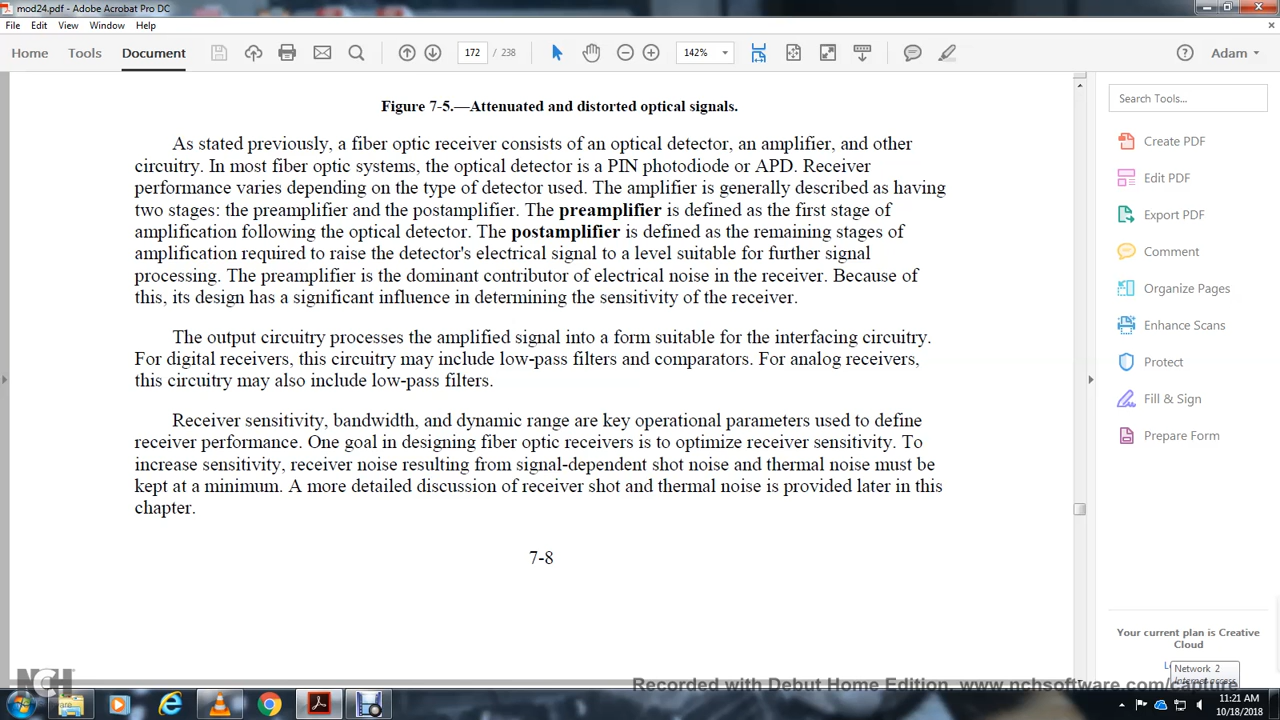 mod24.pdf - Adobe Acrobat Pro DC
File Edit View Window Help
Home Tools Document 172 / 238 142% Adam
Figure 7-5.—Attenuated and distorted optical signals.
As stated previously, a fiber optic receiver consists of an optical detector, an amplifier, and other
circuitry. In most fiber optic systems, the optical detector is a PIN photodiode or APD. Receiver
performance varies depending on the type of detector used. The amplifier is generally described as having
two stages: the preamplifier and the postamplifier. The preamplifier is defined as the first stage of
amplification following the optical detector. The postamplifier is defined as the remaining stages of
amplification required to raise the detector's electrical signal to a level suitable for further signal
processing. The preamplifier is the dominant contributor of electrical noise in the receiver. Because of
this, its design has a significant influence in determining the sensitivity of the receiver.
The output circuitry processes the amplified signal into a form suitable for the interfacing circuitry.
For digital receivers, this circuitry may include low-pass filters and comparators. For analog receivers,
this circuitry may also include low-pass filters.
Receiver sensitivity, bandwidth, and dynamic range are key operational parameters used to define
receiver performance. One goal in designing fiber optic receivers is to optimize receiver sensitivity. To
increase sensitivity, receiver noise resulting from signal-dependent shot noise and thermal noise must be
kept at a minimum. A more detailed discussion of receiver shot and thermal noise is provided later in this
chapter.
7-8
Search Tools...
Create PDF
Edit PDF
Export PDF
Comment
Organize Pages
Enhance Scans
Protect
Fill & Sign
Prepare Form
Your current plan is Creative
Cloud
Network 2
Internet access
NCH
Recorded with Debut Home Edition. www.nchsoftware.com/capture
11:21 AM
10/18/2018